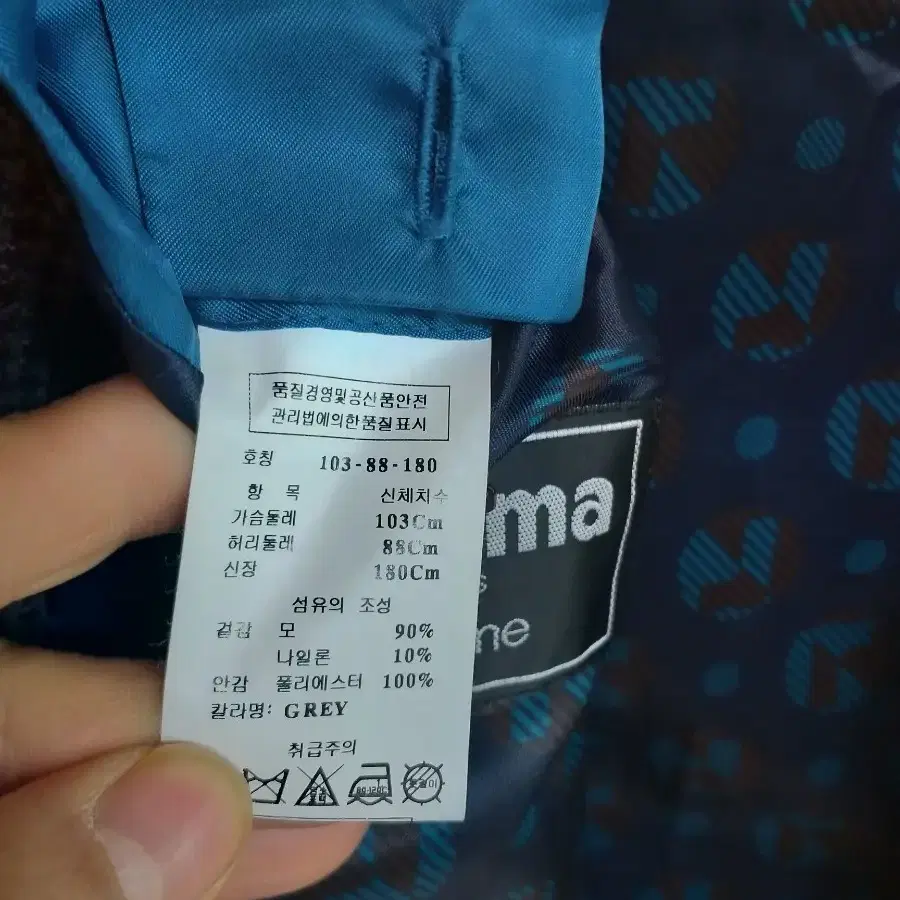 품질경영및공산품안전
관리법에의한품질표시
호칭 103-88-180
항 목 신체치수
가슴둘레 103Cm
허리둘레 88Cm
신장 180Cm
섬유의 조성
겉감 모 90%
나일론 10%
안감 폴리에스터 100%
칼라명: GREY
취급주의